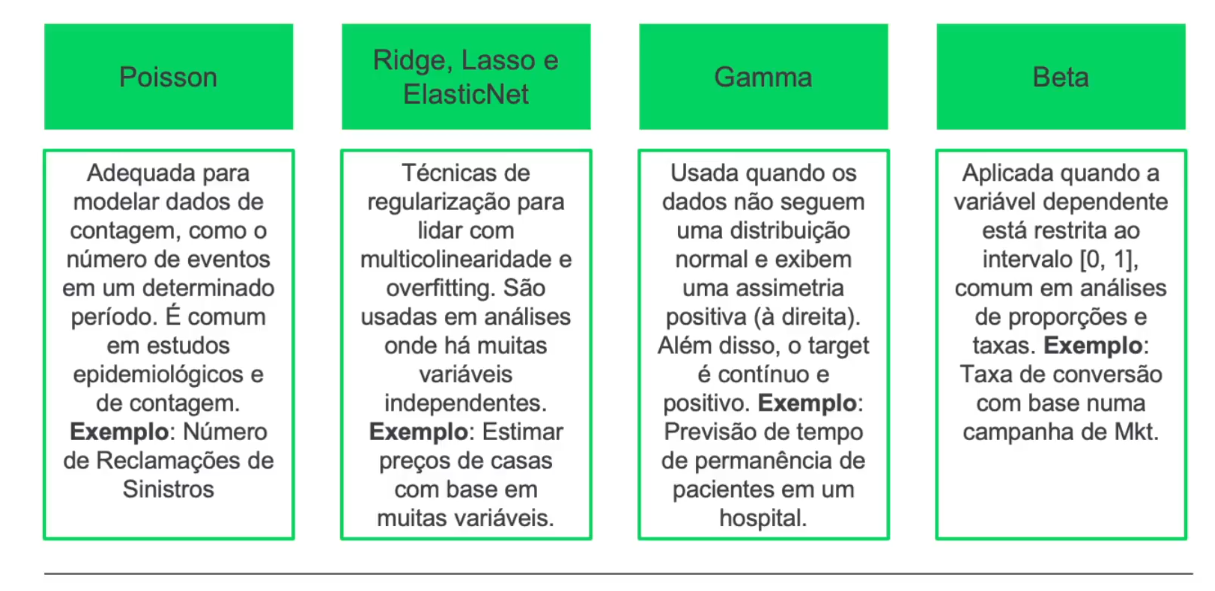 Poisson
Ridge, Lasso e
ElasticNet
Gamma
Beta
Adequada para
modelar dados de
contagem, como o
número de eventos
em um determinado
período. É comum
em estudos
epidemiológicos e
de contagem.
Exemplo: Número
de Reclamações de
Sinistros
Técnicas de
regularização para
lidar com
multicolinearidade e
overfitting. São
usadas em análises
onde há muitas
variáveis
independentes.
Exemplo: Estimar
preços de casas
com base em
muitas variáveis.
Usada quando os
dados não seguem
uma distribuição
normal e exibem
uma assimetria
positiva (à direita).
Além disso, o target
é contínuo e
positivo. Exemplo:
Previsão de tempo
de permanência de
pacientes em um
hospital.
Aplicada quando a
variável dependente
está restrita ao
intervalo [0, 1],
comum em análises
de proporções e
taxas. Exemplo:
Taxa de conversão
com base numa
campanha de Mkt.